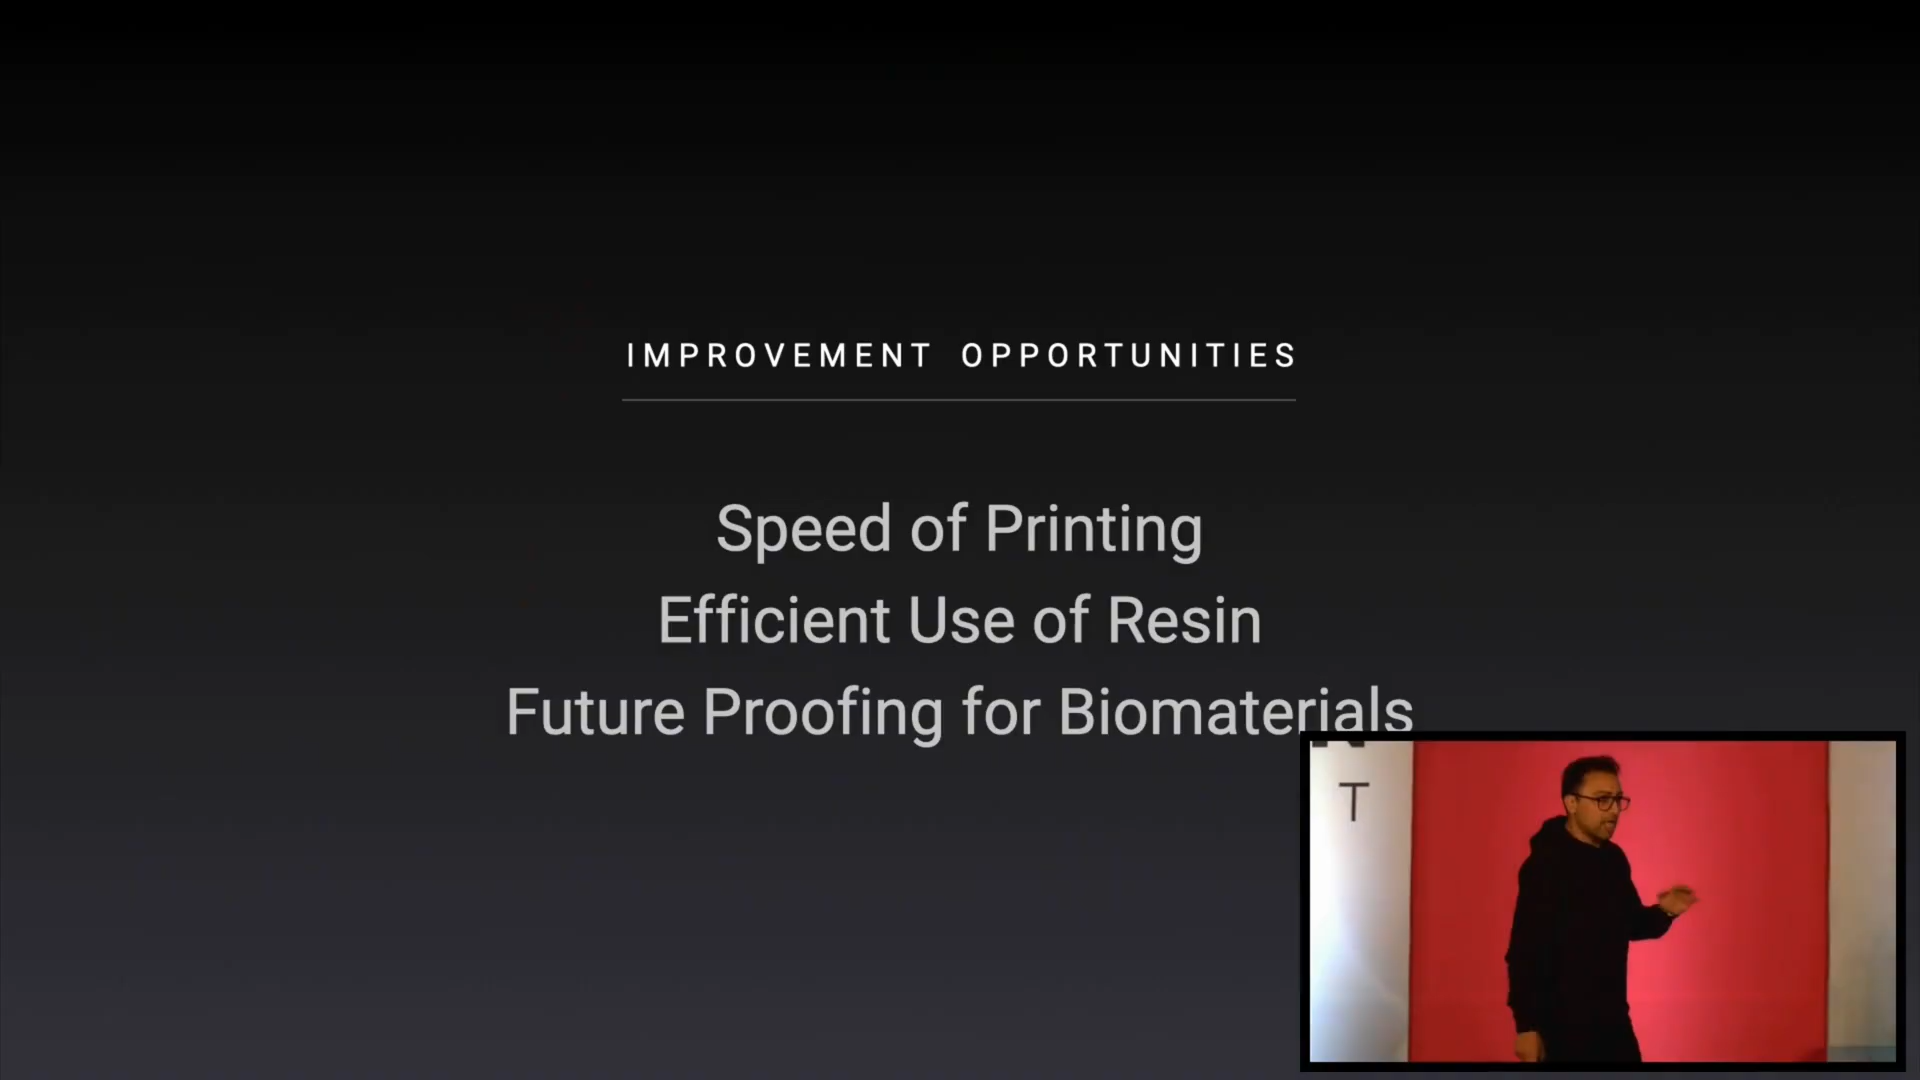 IMPROVEMENT OPPORTUNITIES
Speed of Printing
Efficient Use of Resin
Future Proofing for Biomaterials
T